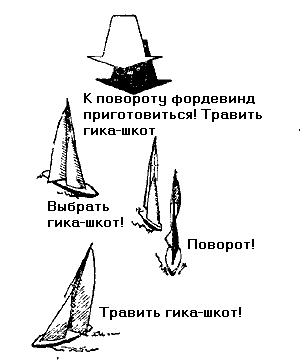 К повороту фордевинд
приготовиться! Травить
гика-шкот
Выбрать
гика-шкот!
Поворот!
Травить гика-шкот!